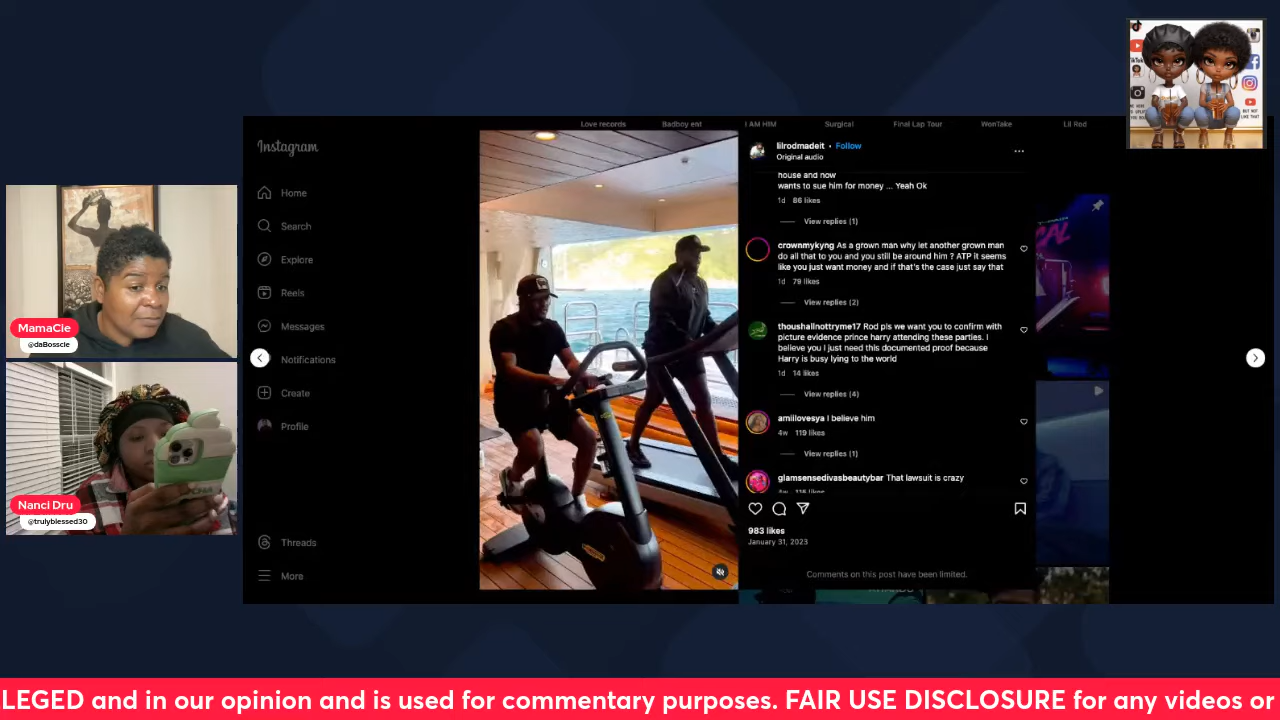 Love records
Badboy ent
I AM HIM
Surgical
Final Lap Tour
WonTake
Lil Rod
Instagram
Home
Search
Explore
Reels
Messages
Notifications
Create
Profile
Threads
More
lilrodmadeit • Follow
Original audio
house and now
wants to sue him for money ... Yeah Ok
1d 86 likes
View replies (1)
crownmykyng As a grown man why let another grown man
do all that to you and you still be around him ? ATP it seems
like you just want money and if that's the case just say that
1d 79 likes
View replies (2)
thoushallnottryme17 Rod pls we want you to confirm with
picture evidence prince harry attending these parties. I
believe you I just need this documented proof because
Harry is busy lying to the world
1d 14 likes
View replies (4)
amiilovesya I believe him
4w 119 likes
View replies (1)
glamsensedivasbeautybar That lawsuit is crazy
983 likes
January 31, 2023
Comments on this post have been limited.
MamaCie
@daBosscie
Nanci Dru
@trulyblessed30
LEGED and in our opinion and is used for commentary purposes. FAIR USE DISCLOSURE for any videos or